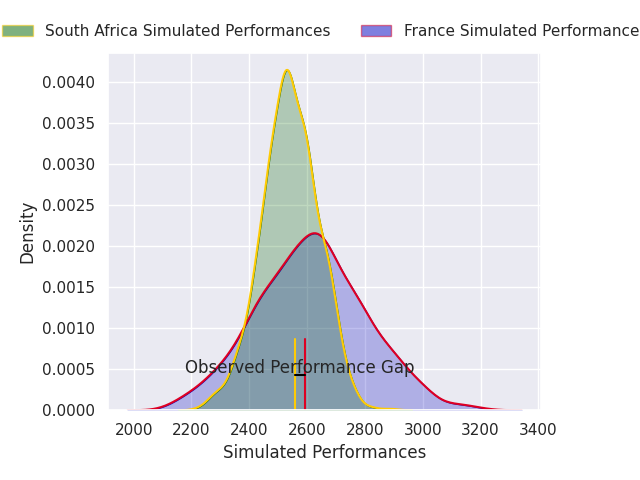 South Africa Simulated Performances
France Simulated Performance
0.0040
0.0035
0.0030
0.0025
0.0020
0.0015
0.0010
0.0005
0.0000
Density
Observed Performance Gap
2000 2200 2400 2600 2800 3000 3200 3400
Simulated Performances